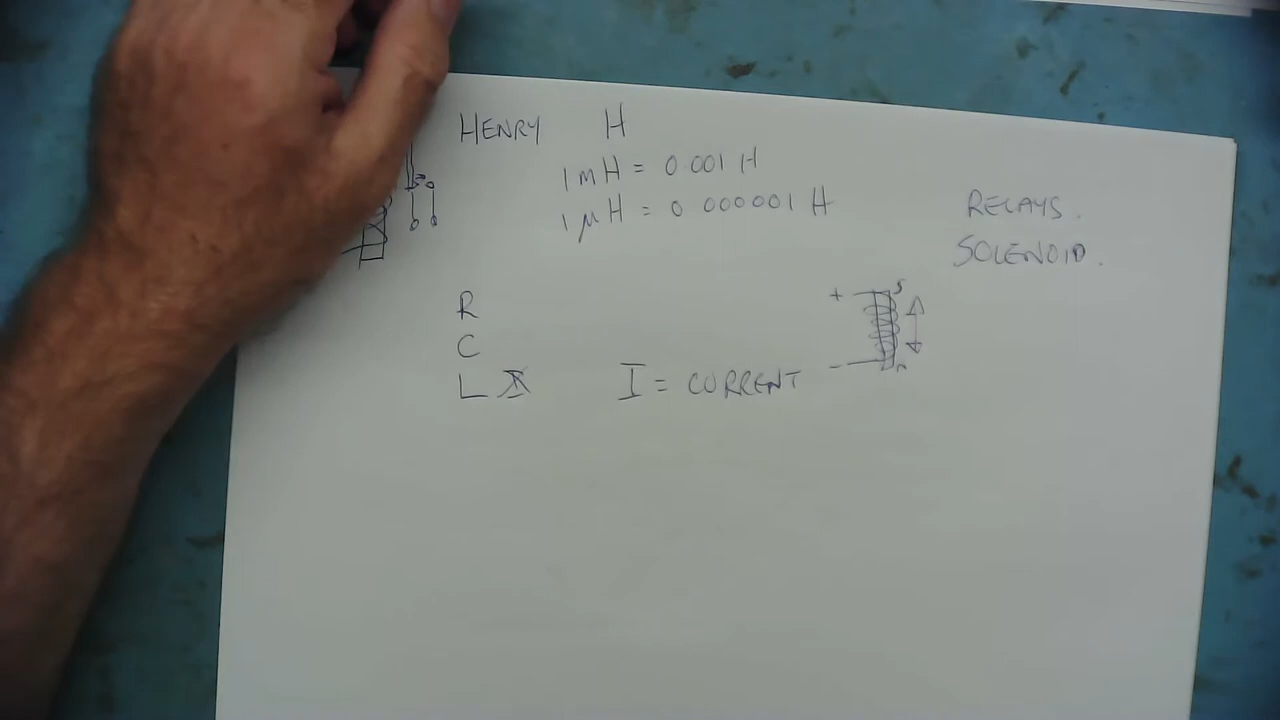 HENRY H
1 mH = 0.001 H
1 μH = 0 000001 H
RELAYS.
SOLENOID.
R
C
L I I = CURRENT
+ S
- n